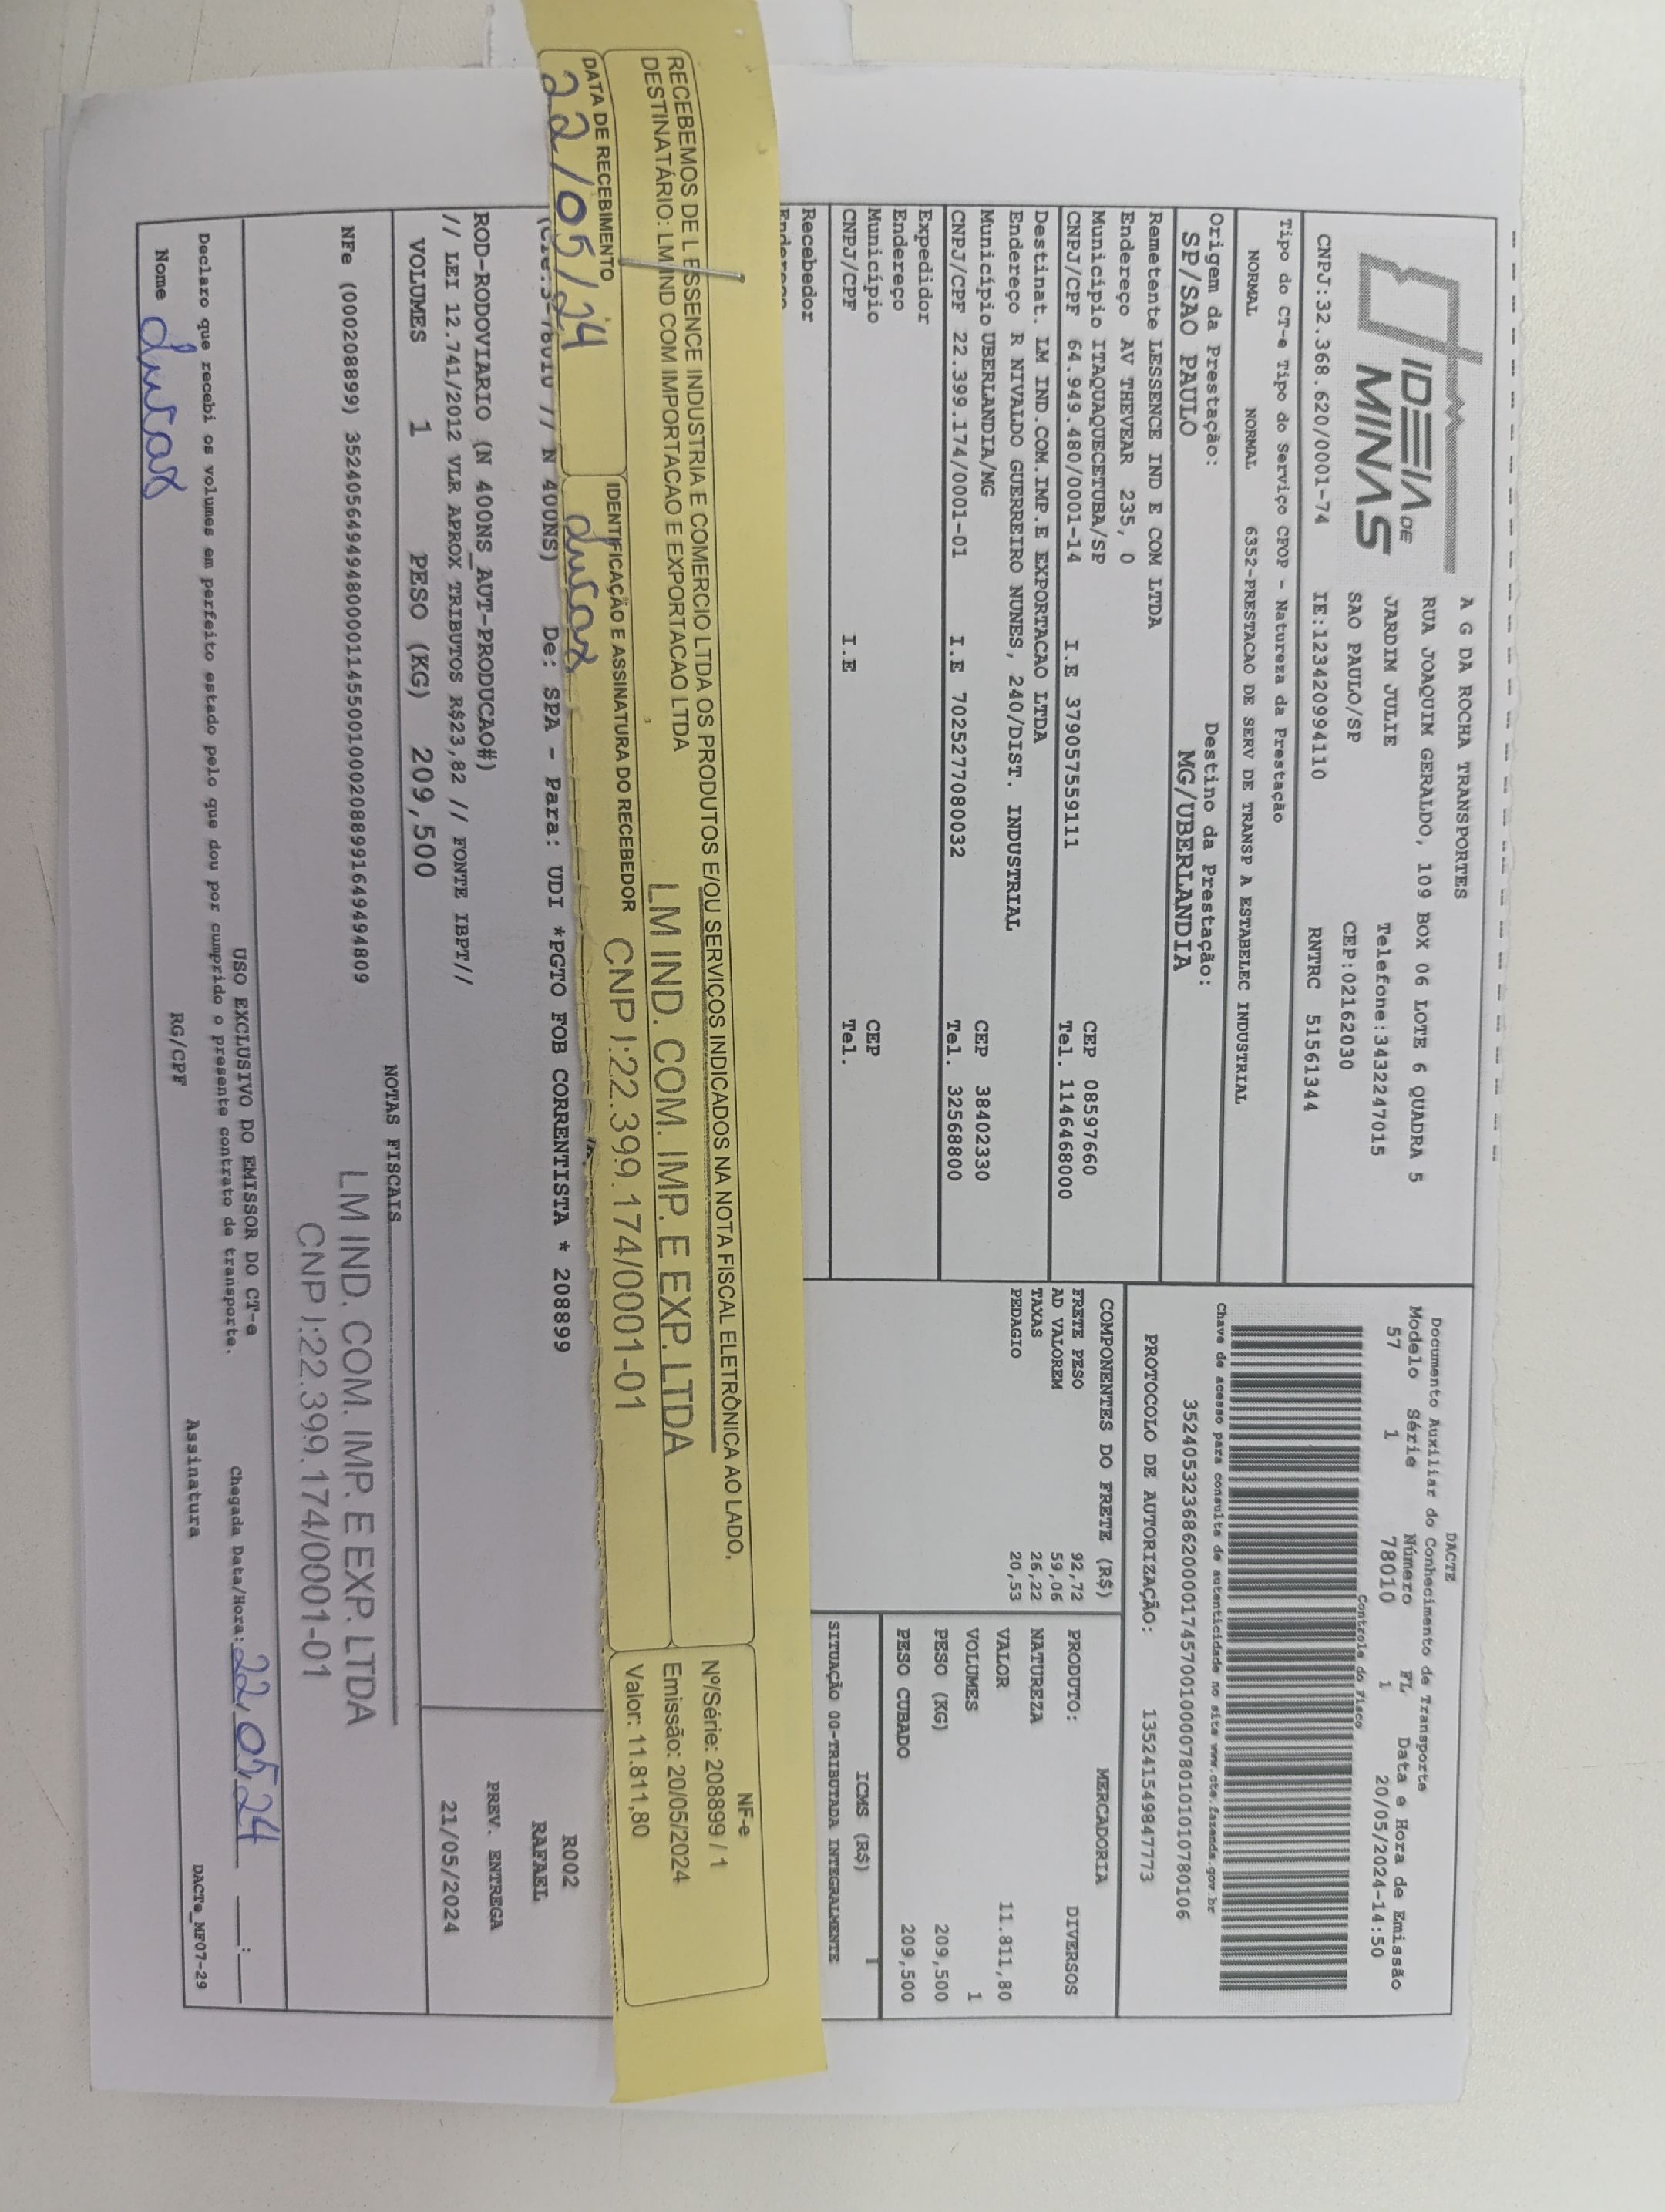 A G DA ROCHA TRANSPORTES
RUA JOAQUIM GERALDO, 109 BOX 06 LOTE 6 QUADRA 5
JARDIM JULIE Telefone:3432247015
SAO PAULO/SP CEP:02162030
IDEIA DE
MINAS
CNPJ:32.368.620/0001-74 IE:123420994110 RNTRC 51561344
Tipo do CT-e Tipo do Serviço CFOP - Natureza da Prestação
NORMAL NORMAL 6352-PRESTACAO DE SERV DE TRANSP A ESTABELEC INDUSTRIAL
Origem da Prestação: Destino da Prestação:
SP/SAO PAULO MG/UBERLANDIA
Remetente LESSENCE IND E COM LTDA
Endereço AV THEVEAR 235, 0
Município ITAQUAQUECETUBA/SP CEP 08597660
CNPJ/CPF 64.949.480/0001-14 I.E 379057559111 Tel. 1146468000
Destinat. LM IND.COM.IMP.E EXPORTACAO LTDA
Endereço R NIVALDO GUERREIRO NUNES, 240/DIST. INDUSTRIAL
Município UBERLANDIA/MG CEP 38402330
CNPJ/CPF 22.399.174/0001-01 I.E 7025277080032 Tel. 32568800
Expedidor
Endereço
Município CEP
CNPJ/CPF I.E Tel.
Recebedor
Endereço
DACTE
Documento Auxiliar do Conhecimento de Transporte
Modelo Série Número FL Data e Hora de Emissão
57 1 78010 1 20/05/2024-14:50
Controle do Fisco
Chave de acesso para consulta de autenticidade no site www.cte.fazenda.gov.br
35240532368620000174570010000780101010780106
PROTOCOLO DE AUTORIZAÇÃO: 135241549847773
COMPONENTES DO FRETE (R$)
FRETE PESO 92,72
AD VALOREM 59,06
TAXAS 26,22
PEDAGIO 20,53
MERCADORIA
PRODUTO: DIVERSOS
NATUREZA
VALOR 11.811,80
VOLUMES 1
PESO (KG) 209,500
PESO CUBADO 209,500
ICMS (R$)
SITUAÇÃO 00-TRIBUTADA INTEGRALMENTE
RECEBEMOS DE L ESSENCE INDUSTRIA E COMERCIO LTDA OS PRODUTOS E/OU SERVIÇOS INDICADOS NA NOTA FISCAL ELETRÔNICA AO LADO,
DESTINATÁRIO: LM IND COM IMPORTACAO E EXPORTACAO LTDA
LM IND. COM. IMP. E EXP. LTDA
CNPJ:22.399.174/0001-01
DATA DE RECEBIMENTO IDENTIFICAÇÃO E ASSINATURA DO RECEBEDOR
22/05/24 Lucas
NF-e
Nº/Série: 208899 / 1
Emissão: 20/05/2024
Valor: 11.811,80
// N 400NS) De: SPA - Para: UDI *PGTO FOB CORRENTISTA * 208899
ROD-RODOVIARIO (N 400NS_AUT-PRODUCAO#)
// LEI 12.741/2012 VLR APROX TRIBUTOS R$23,82 // FONTE IBPT//
R002
RAFAEL
PREV. ENTREGA
21/05/2024
VOLUMES 1 PESO (KG) 209,500
NOTAS FISCAIS
NFe (000208899) 35240564949480000114550010002088991649494809
LM IND. COM. IMP. E EXP. LTDA
CNPJ:22.399.174/0001-01
USO EXCLUSIVO DO EMISSOR DO CT-e
Declaro que recebi os volumes em perfeito estado pelo que dou por cumprido o presente contrato de transporte. Chegada Data/Hora: 22,05,24 __:__
Nome Lucas RG/CPF Assinatura
DACTe_MF07-29